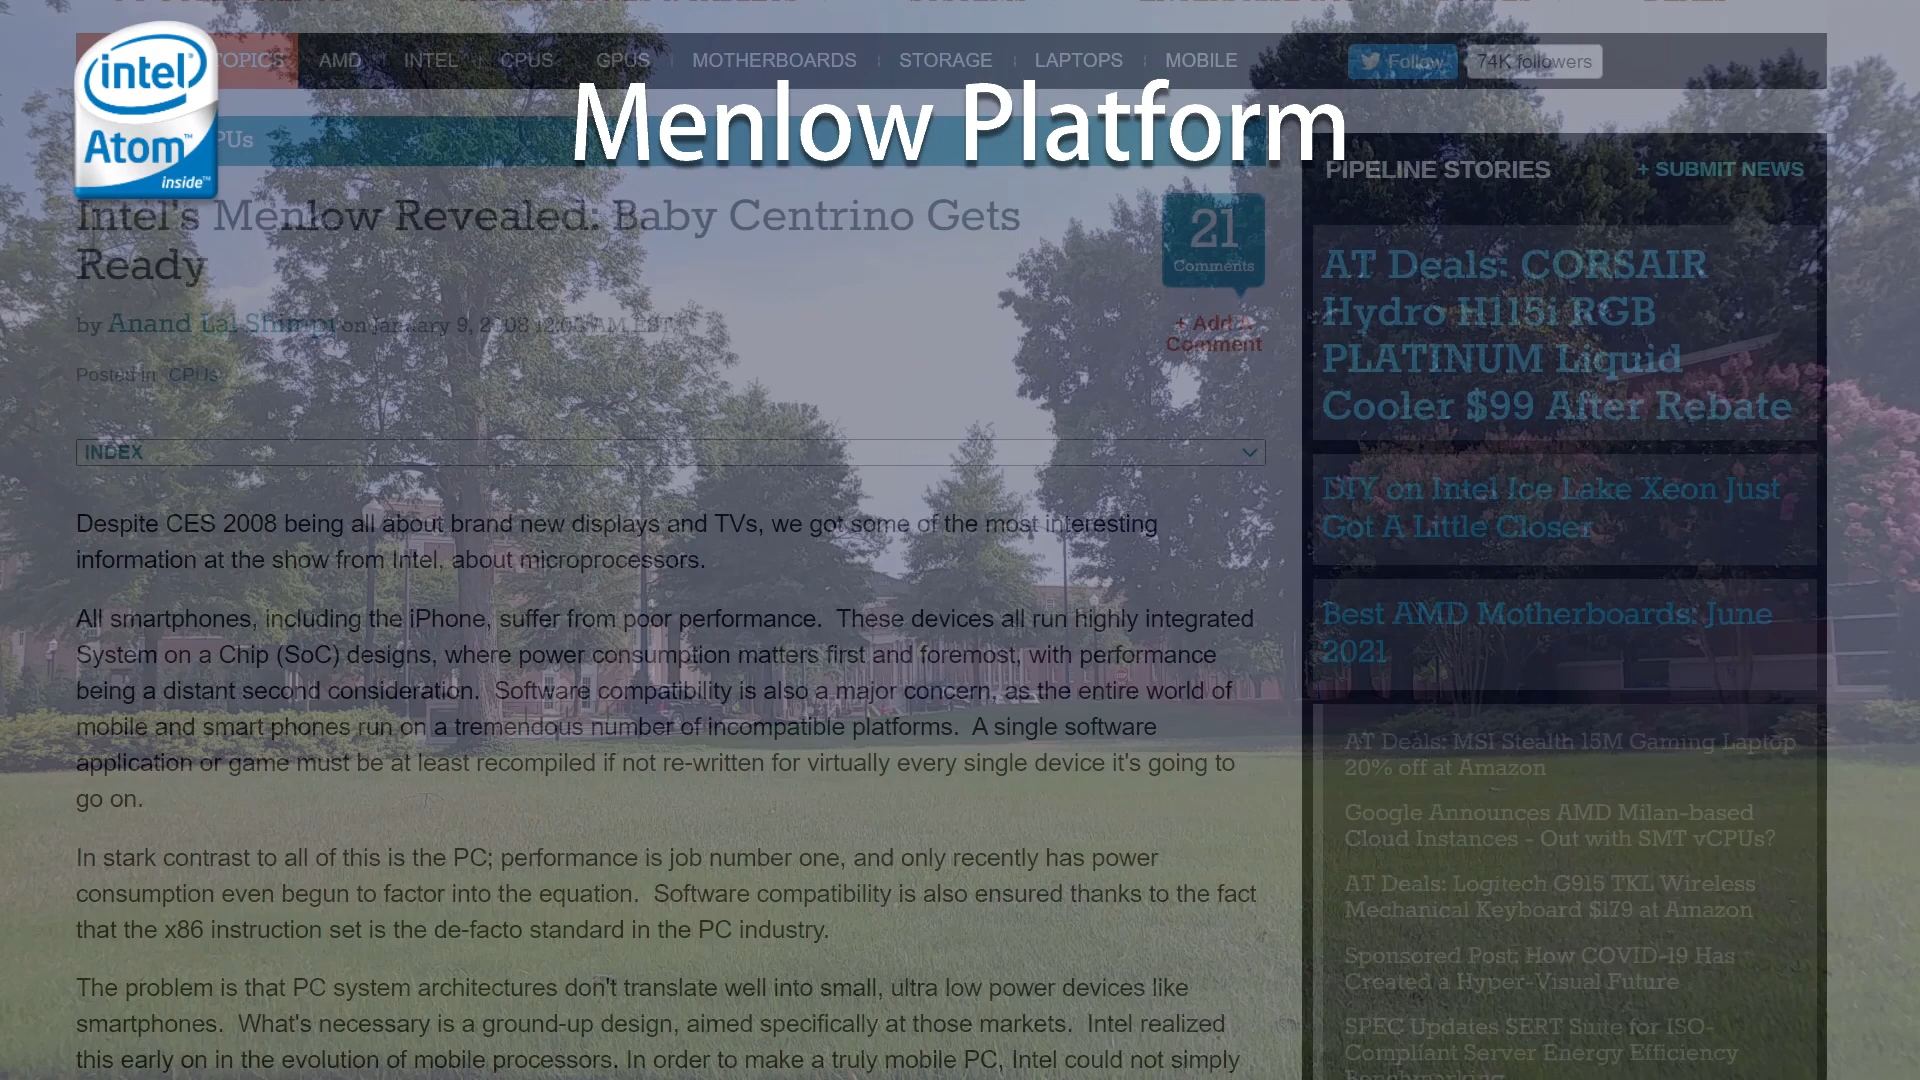 TOPICS AMD INTEL CPUS GPUS MOTHERBOARDS STORAGE LAPTOPS MOBILE Follow 74K followers
intel
Atom™
inside™
Menlow Platform
PUs
PIPELINE STORIES + SUBMIT NEWS
Intel's Menlow Revealed: Baby Centrino Gets
Ready
21
Comments
by Anand Lal Shimpi on January 9, 2008 12:00 AM EST
+ Add A
Comment
Posted in CPUs
INDEX
Despite CES 2008 being all about brand new displays and TVs, we got some of the most interesting
information at the show from Intel, about microprocessors.
All smartphones, including the iPhone, suffer from poor performance. These devices all run highly integrated
System on a Chip (SoC) designs, where power consumption matters first and foremost, with performance
being a distant second consideration. Software compatibility is also a major concern, as the entire world of
mobile and smart phones run on a tremendous number of incompatible platforms. A single software
application or game must be at least recompiled if not re-written for virtually every single device it's going to
go on.
In stark contrast to all of this is the PC; performance is job number one, and only recently has power
consumption even begun to factor into the equation. Software compatibility is also ensured thanks to the fact
that the x86 instruction set is the de-facto standard in the PC industry.
The problem is that PC system architectures don't translate well into small, ultra low power devices like
smartphones. What's necessary is a ground-up design, aimed specifically at those markets. Intel realized
this early on in the evolution of mobile processors. In order to make a truly mobile PC, Intel could not simply
AT Deals: CORSAIR
Hydro H115i RGB
PLATINUM Liquid
Cooler $99 After Rebate
DIY on Intel Ice Lake Xeon Just
Got A Little Closer
Best AMD Motherboards: June
2021
AT Deals: MSI Stealth 15M Gaming Laptop
20% off at Amazon
Google Announces AMD Milan-based
Cloud Instances - Out with SMT vCPUs?
AT Deals: Logitech G915 TKL Wireless
Mechanical Keyboard $179 at Amazon
Sponsored Post: How COVID-19 Has
Created a Hyper-Visual Future
SPEC Updates SERT Suite for ISO-
Compliant Server Energy Efficiency
Benchmarking